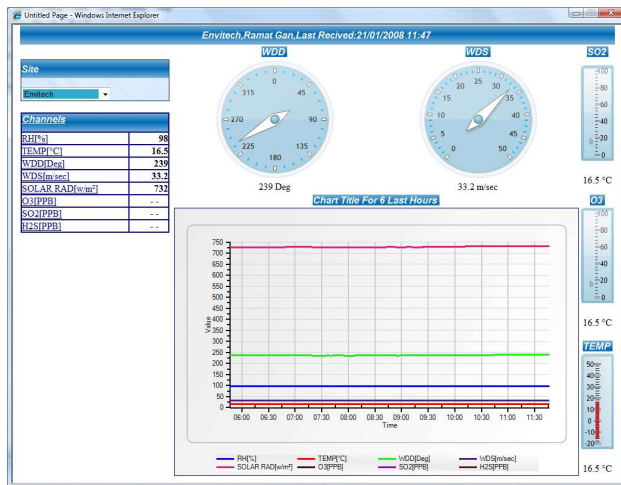 Untitled Page - Windows Internet Explorer
Envitech,Ramat Gan,Last Recived:21/01/2008 11:47
Site
Envitech
Channels
RH[%] 98
TEMP[°C] 16.5
WDD[Deg] 239
WDS[m/sec] 33.2
SOLAR RAD[w/m²] 732
O3[PPB] - -
SO2[PPB] - -
H2S[PPB] - -
WDD
0
45
90
135
180
225
270
315
239 Deg
WDS
0
5
10
15
20
25
30
35
40
45
50
33.2 m/sec
SO2
100
80
60
40
20
0
16.5 °C
O3
100
80
60
40
20
0
16.5 °C
TEMP
50
40
30
20
10
0
-10
-20
16.5 °C
Chart Title For 6 Last Hours
750
700
650
600
550
500
450
400
350
300
250
200
150
100
50
0
Value
06:00 06:30 07:00 07:30 08:00 08:30 09:00 09:30 10:00 10:30 11:00 11:30
Time
RH[%] TEMP[°C] WDD[Deg] WDS[m/sec]
SOLAR RAD[w/m²] O3[PPB] SO2[PPB] H2S[PPB]